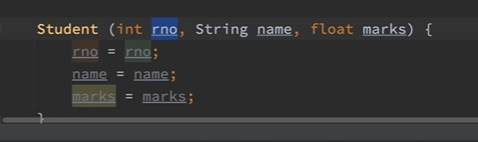 Student (int rno, String name, float marks) {
rno = rno;
name = name;
marks = marks;
}